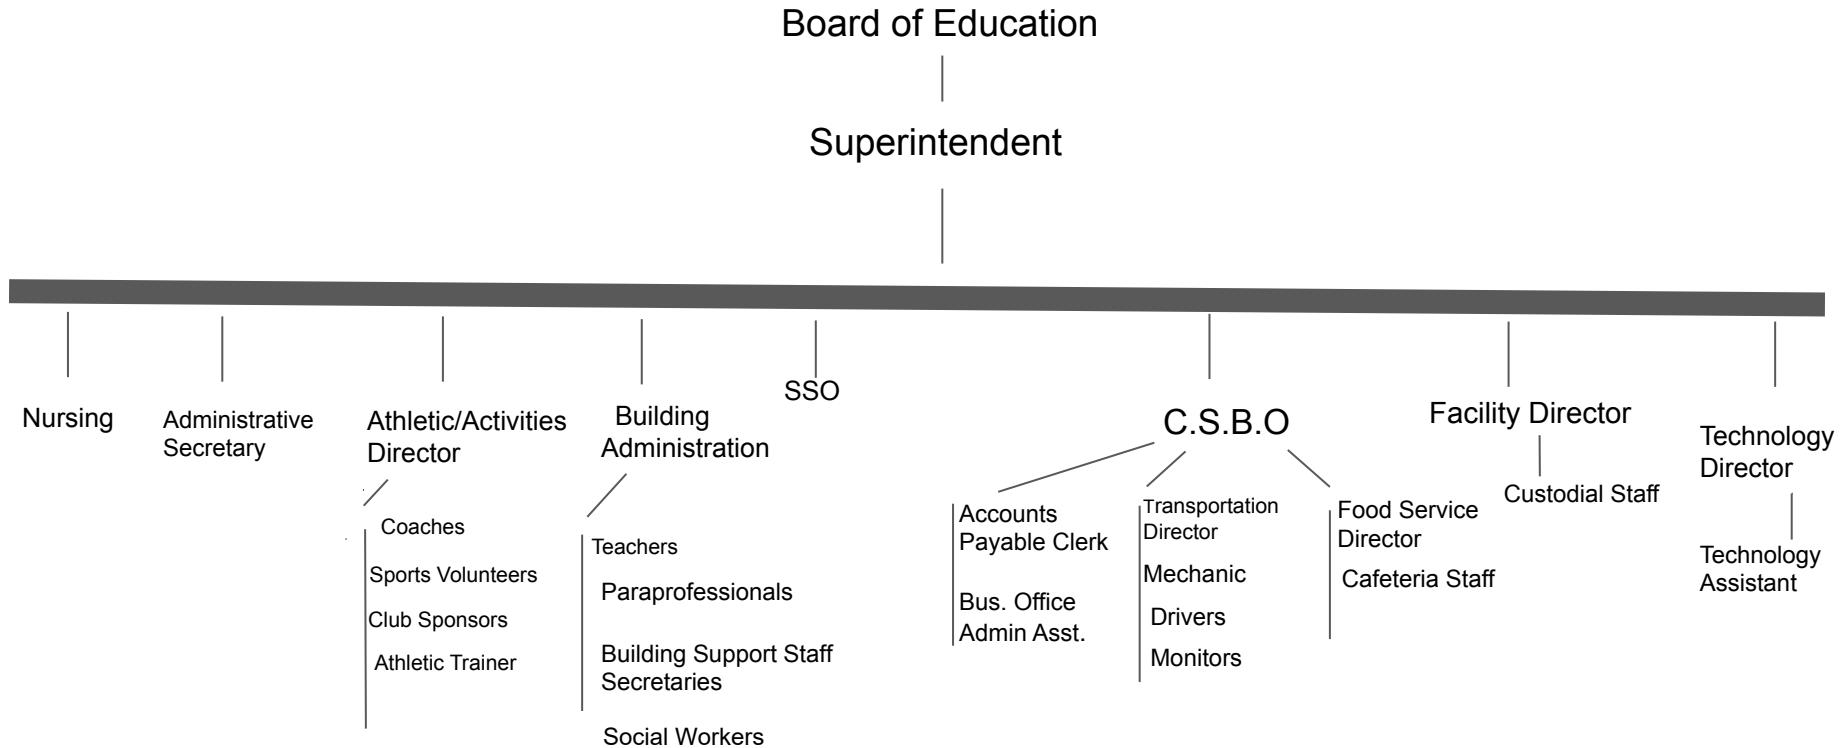 Board of Education
Superintendent
Nursing
Administrative
Secretary
Athletic/Activities
Director
Coaches
Sports Volunteers
Club Sponsors
Athletic Trainer
Building
Administration
Teachers
Paraprofessionals
Building Support Staff
Secretaries
Social Workers
SSO
C.S.B.O
Accounts
Payable Clerk
Bus. Office
Admin Asst.
Transportation
Director
Mechanic
Drivers
Monitors
Food Service
Director
Cafeteria Staff
Facility Director
Custodial Staff
Technology
Director
Technology
Assistant